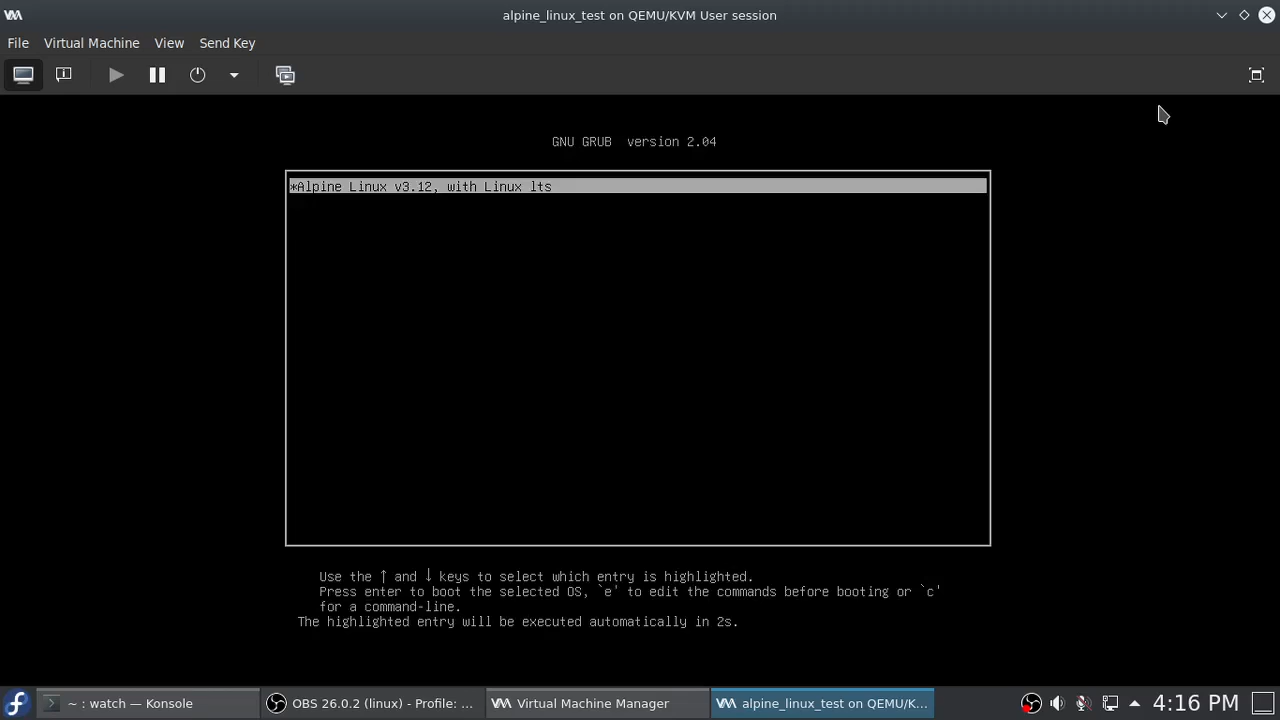 alpine_linux_test on QEMU/KVM User session
File Virtual Machine View Send Key
GNU GRUB version 2.04
*Alpine Linux v3.12, with Linux lts
Use the ↑ and ↓ keys to select which entry is highlighted.
Press enter to boot the selected OS, `e' to edit the commands before booting or `c'
for a command-line.
The highlighted entry will be executed automatically in 2s.
~ : watch — Konsole OBS 26.0.2 (linux) - Profile: ... Virtual Machine Manager alpine_linux_test on QEMU/K... 4:16 PM